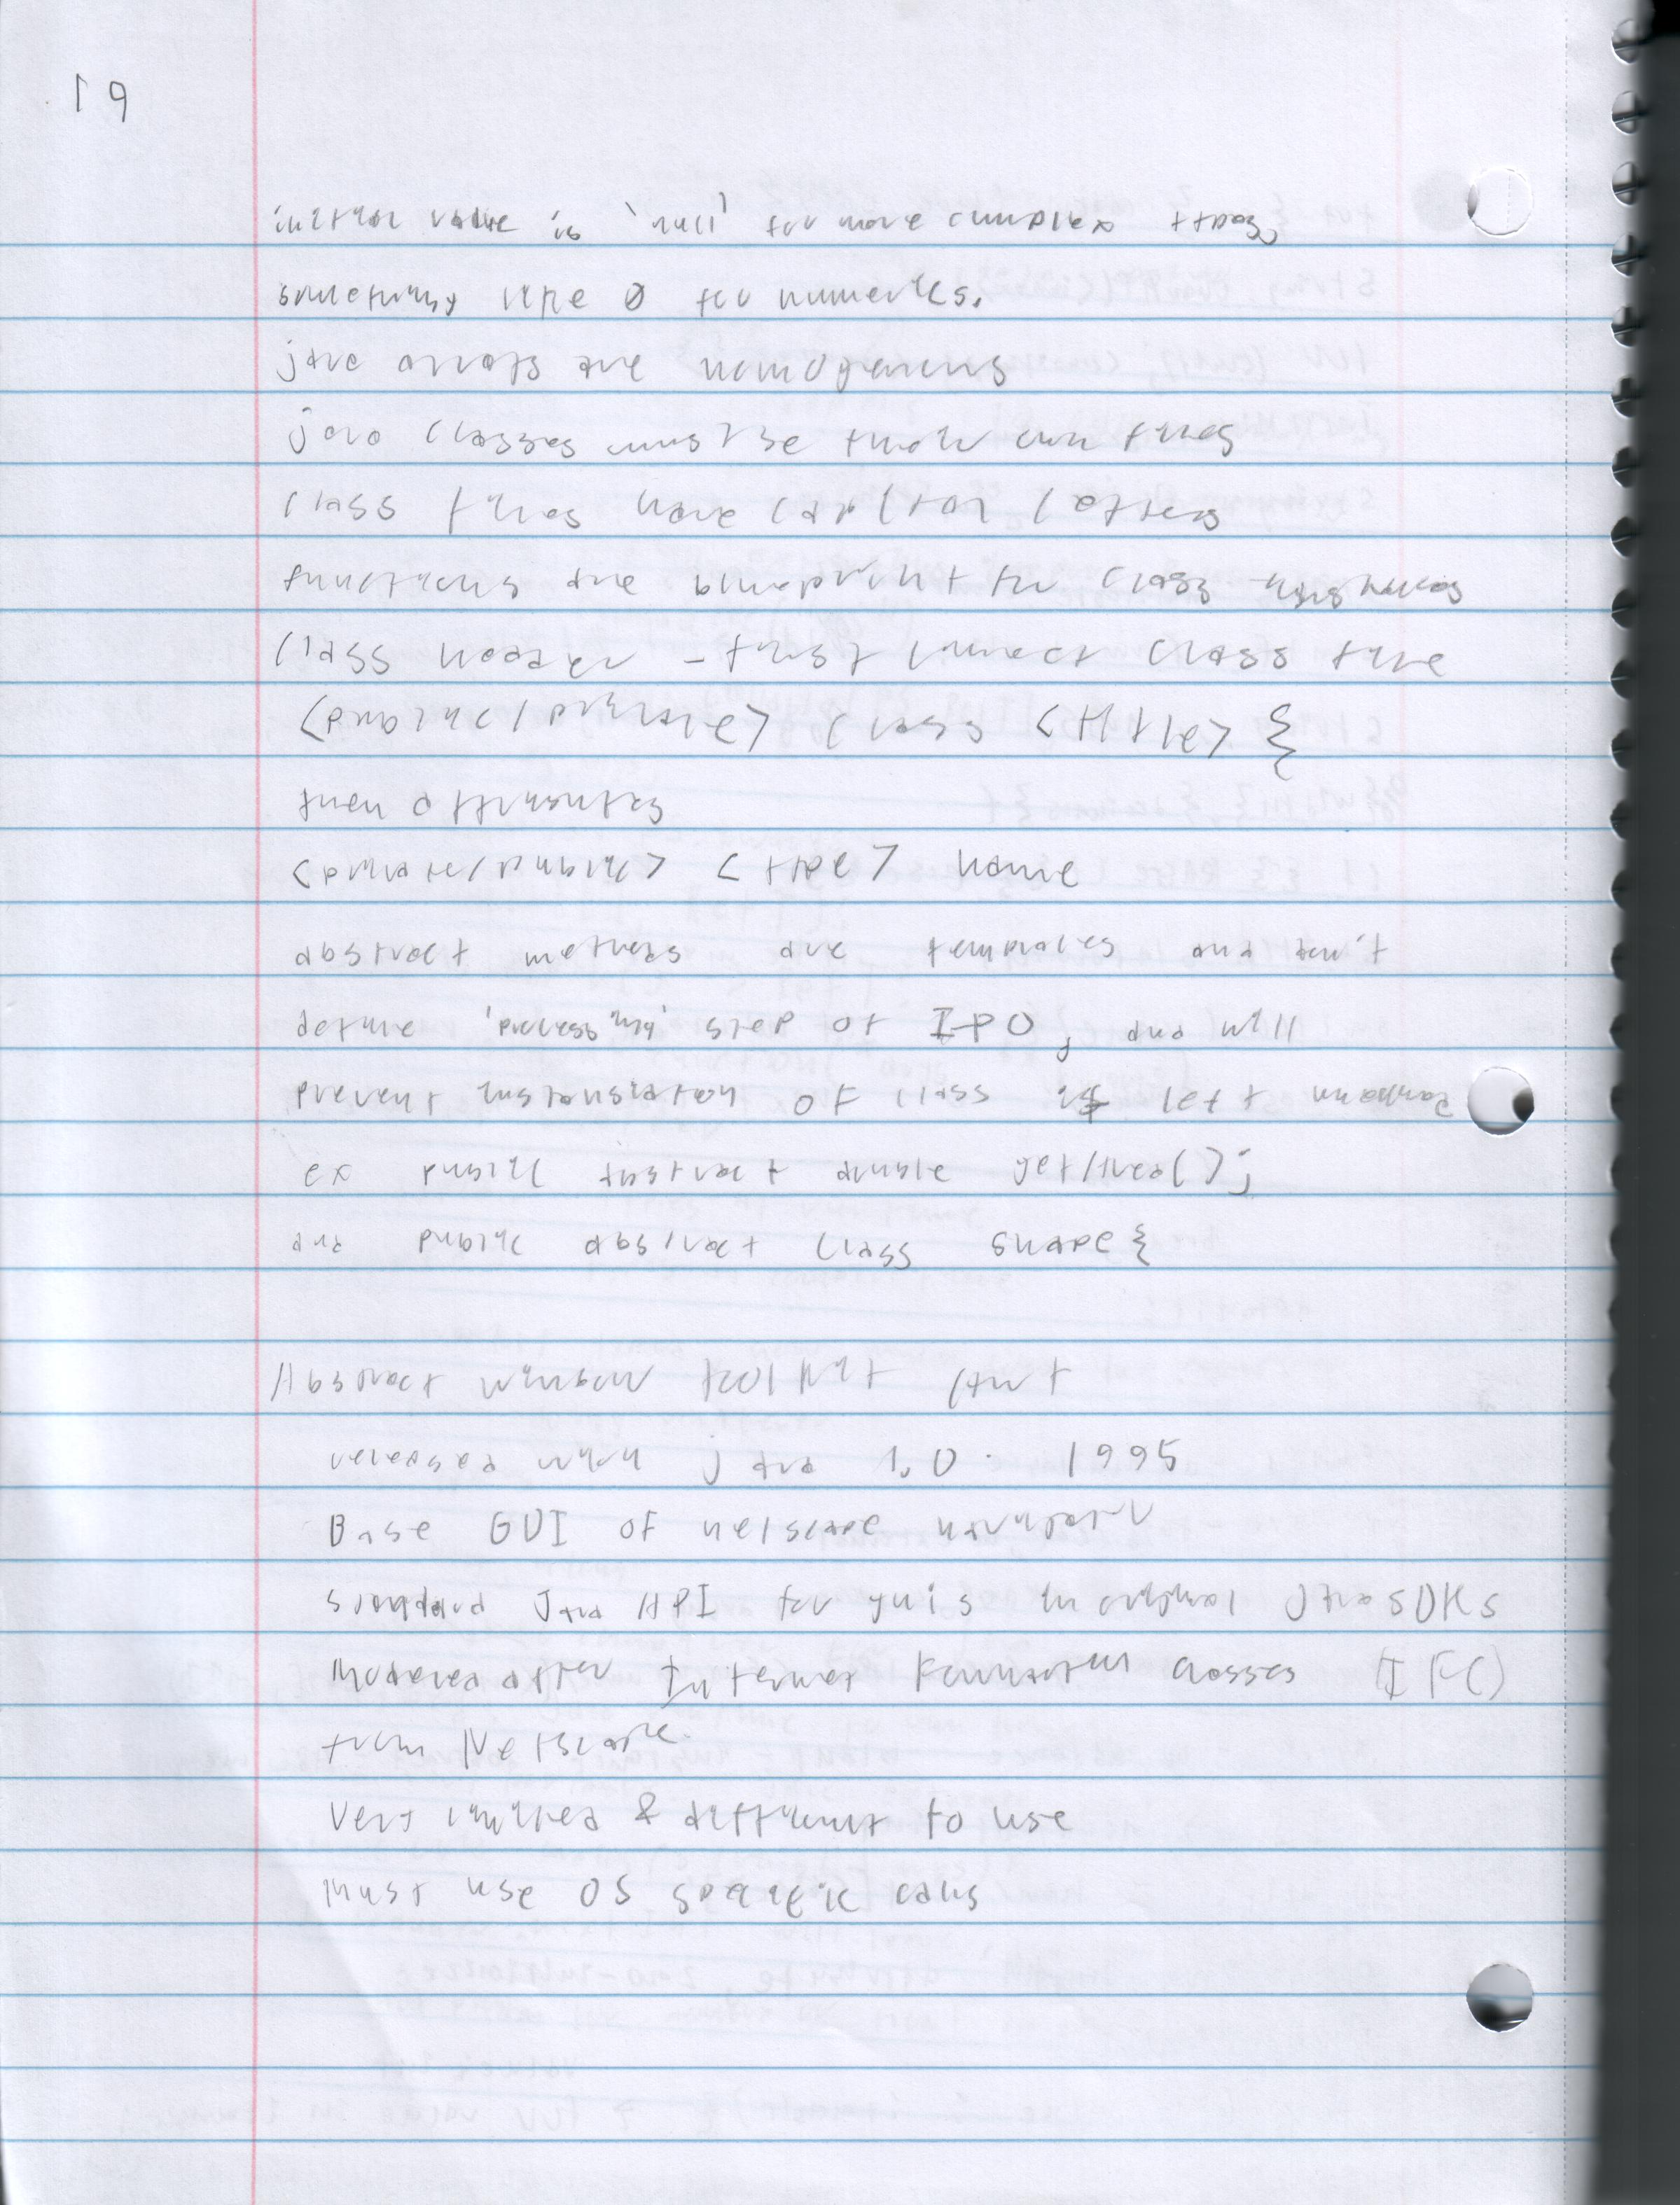 19
initial value is 'null' for more complex types
something like 0 for numerics.
java arrays are homogenous
java classes must be their own files
class files have capital letters
functions are blueprint for class
class header - first correct class file
<public/private> class <title> {
then attributes
<private/public> <type> name
abstract methods are templates and don't
define 'processing' step of IPO, and will
prevent instansiation of class if left
ex public abstract double getArea();
and public abstract class shape{
Abstract window toolkit Awt
released with java 1.0. 1995
Base GUI of netscape navigator
Standard Java API for guis in original Java SDKs
Modeled after Internet Foundation classes (IFC)
from Netscape.
Very limited & different to use
Must use OS specific calls